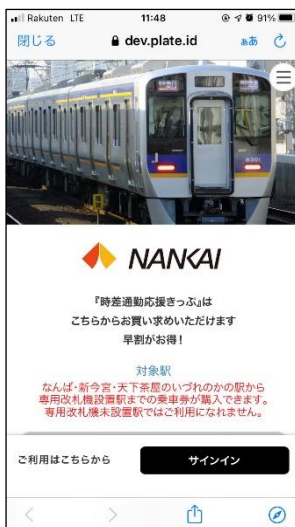 Rakuten LTE 11:48 91%
閉じる dev.plate.id ぁあ
8301
NANKAI
『時差通勤応援きっぷ』は
こちらからお買い求めいただけます
早割がお得!
対象駅
なんば・新今宮・天下茶屋のいづれのかの駅から
専用改札機設置駅までの乗車券が購入できます。
専用改札機未設置駅ではご利用になれません。
ご利用はこちらから サインイン